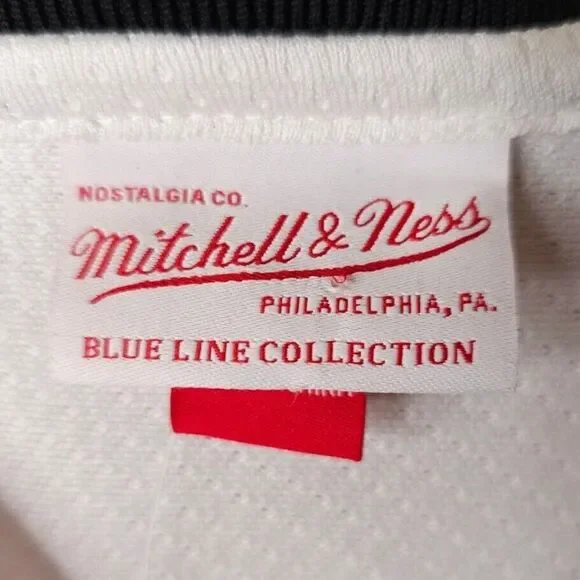 NOSTALGIA CO.
Mitchell & Ness
PHILADELPHIA, PA.
BLUE LINE COLLECTION